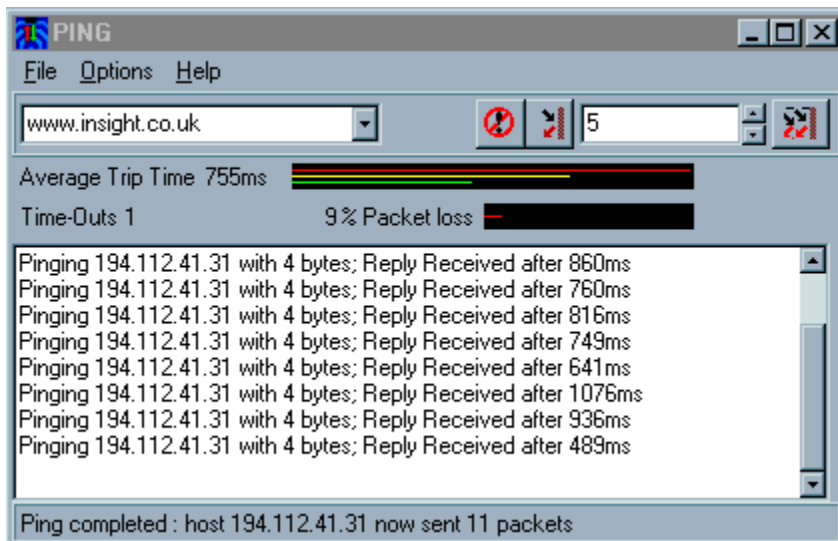 PING
File Options Help
www.insight.co.uk 5
Average Trip Time 755ms
Time-Outs 1 9% Packet loss
Pinging 194.112.41.31 with 4 bytes; Reply Received after 860ms
Pinging 194.112.41.31 with 4 bytes; Reply Received after 760ms
Pinging 194.112.41.31 with 4 bytes; Reply Received after 816ms
Pinging 194.112.41.31 with 4 bytes; Reply Received after 749ms
Pinging 194.112.41.31 with 4 bytes; Reply Received after 641ms
Pinging 194.112.41.31 with 4 bytes; Reply Received after 1076ms
Pinging 194.112.41.31 with 4 bytes; Reply Received after 936ms
Pinging 194.112.41.31 with 4 bytes; Reply Received after 489ms
Ping completed : host 194.112.41.31 now sent 11 packets